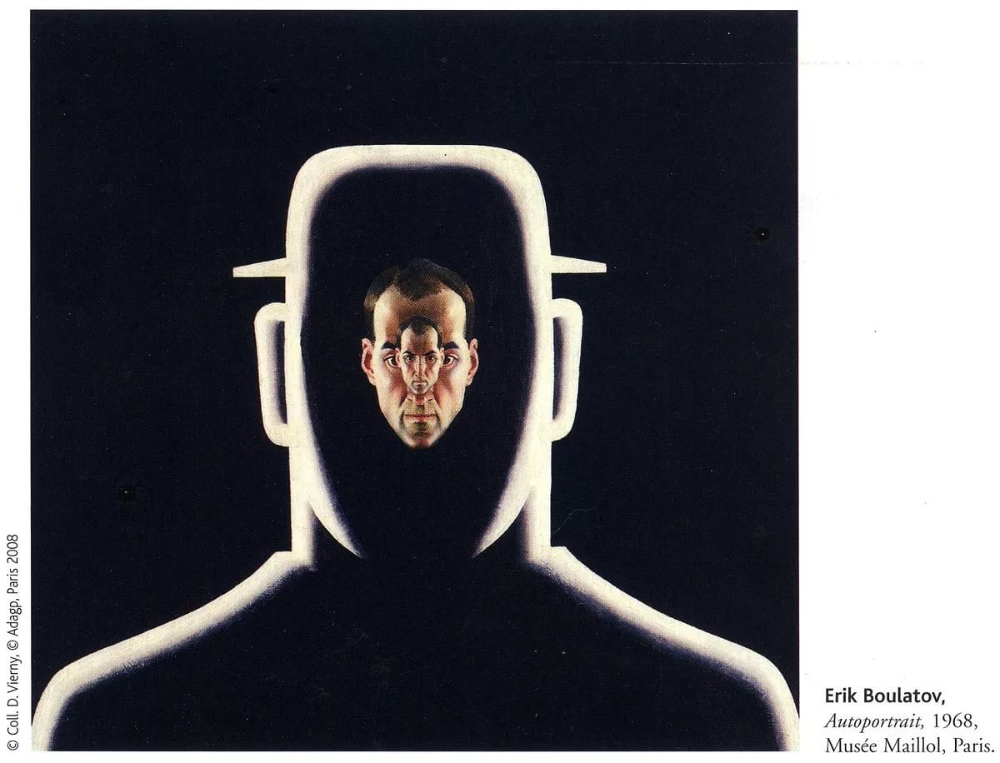 © Coll. D. Vierny, © Adagp, Paris 2008
Erik Boulatov,
Autoportrait, 1968,
Musée Maillol, Paris.